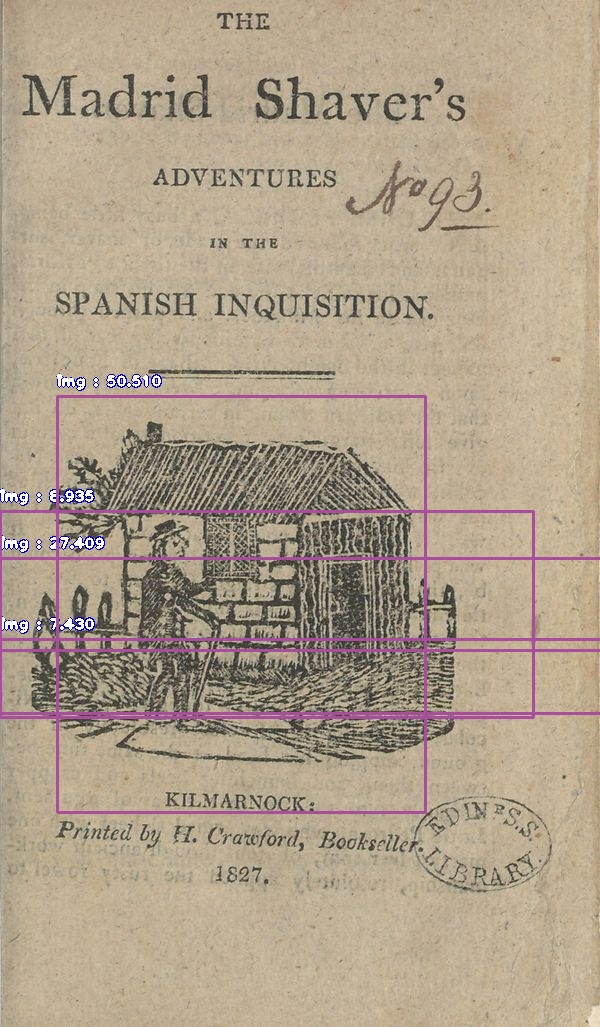 THE
Madrid Shaver's
ADVENTURES
No 93.
IN THE
SPANISH INQUISITION.
img : 50.510
img : 8.935
img : 27.409
img : 7.430
KILMARNOCK:
Printed by H. Crawford, Bookseller.
1827.
EDINR S.S.
LIBRARY.